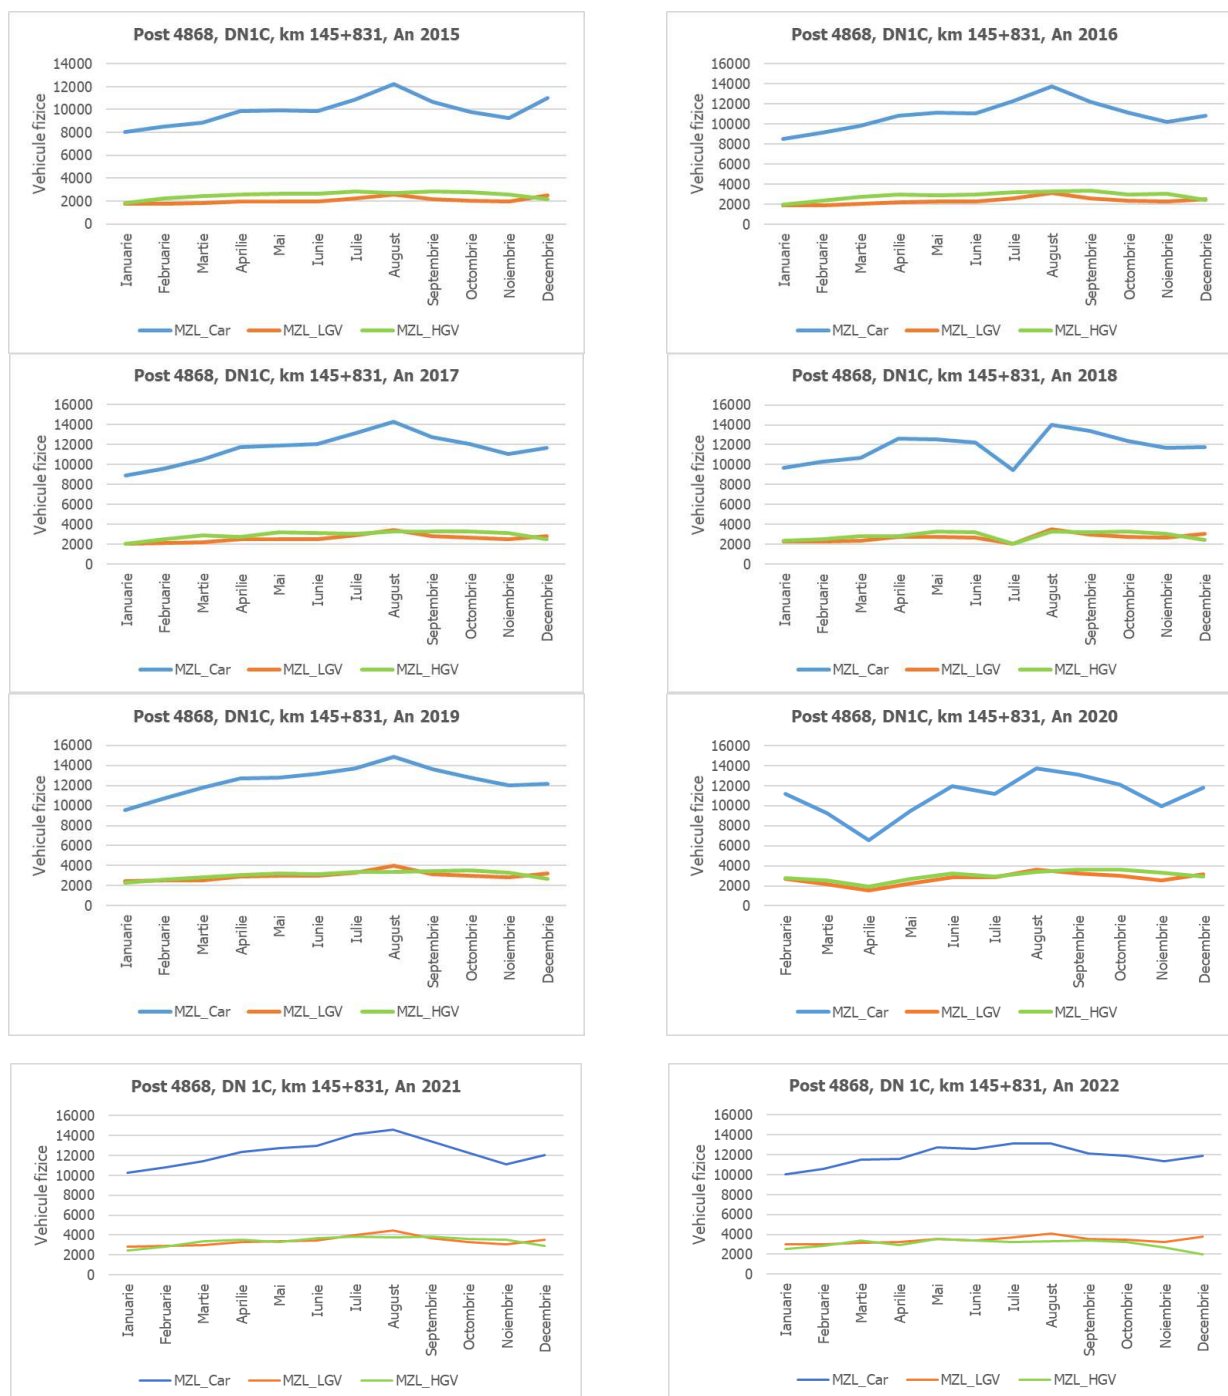 Post 4868, DN1C, km 145+831, An 2015
Vehicule fizice
14000
12000
10000
8000
6000
4000
2000
0
Ianuarie
Februarie
Martie
Aprilie
Mai
Iunie
Iulie
August
Septembrie
Octombrie
Noiembrie
Decembrie
MZL_Car MZL_LGV MZL_HGV
Post 4868, DN1C, km 145+831, An 2016
Vehicule fizice
16000
14000
12000
10000
8000
6000
4000
2000
0
Ianuarie
Februarie
Martie
Aprilie
Mai
Iunie
Iulie
August
Septembrie
Octombrie
Noiembrie
Decembrie
MZL_Car MZL_LGV MZL_HGV
Post 4868, DN1C, km 145+831, An 2017
Vehicule fizice
16000
14000
12000
10000
8000
6000
4000
2000
0
Ianuarie
Februarie
Martie
Aprilie
Mai
Iunie
Iulie
August
Septembrie
Octombrie
Noiembrie
Decembrie
MZL_Car MZL_LGV MZL_HGV
Post 4868, DN1C, km 145+831, An 2018
Vehicule fizice
16000
14000
12000
10000
8000
6000
4000
2000
0
Ianuarie
Februarie
Martie
Aprilie
Mai
Iunie
Iulie
August
Septembrie
Octombrie
Noiembrie
Decembrie
MZL_Car MZL_LGV MZL_HGV
Post 4868, DN1C, km 145+831, An 2019
Vehicule fizice
16000
14000
12000
10000
8000
6000
4000
2000
0
Ianuarie
Februarie
Martie
Aprilie
Mai
Iunie
Iulie
August
Septembrie
Octombrie
Noiembrie
Decembrie
MZL_Car MZL_LGV MZL_HGV
Post 4868, DN1C, km 145+831, An 2020
Vehicule fizice
16000
14000
12000
10000
8000
6000
4000
2000
0
Februarie
Martie
Aprilie
Mai
Iunie
Iulie
August
Septembrie
Octombrie
Noiembrie
Decembrie
MZL_Car MZL_LGV MZL_HGV
Post 4868, DN 1C, km 145+831, An 2021
Vehicule fizice
16000
14000
12000
10000
8000
6000
4000
2000
0
Ianuarie
Februarie
Martie
Aprilie
Mai
Iunie
Iulie
August
Septembrie
Octombrie
Noiembrie
Decembrie
MZL_Car MZL_LGV MZL_HGV
Post 4868, DN 1C, km 145+831, An 2022
Vehicule fizice
16000
14000
12000
10000
8000
6000
4000
2000
0
Ianuarie
Februarie
Martie
Aprilie
Mai
Iunie
Iulie
August
Septembrie
Octombrie
Noiembrie
Decembrie
MZL_Car MZL_LGV MZL_HGV